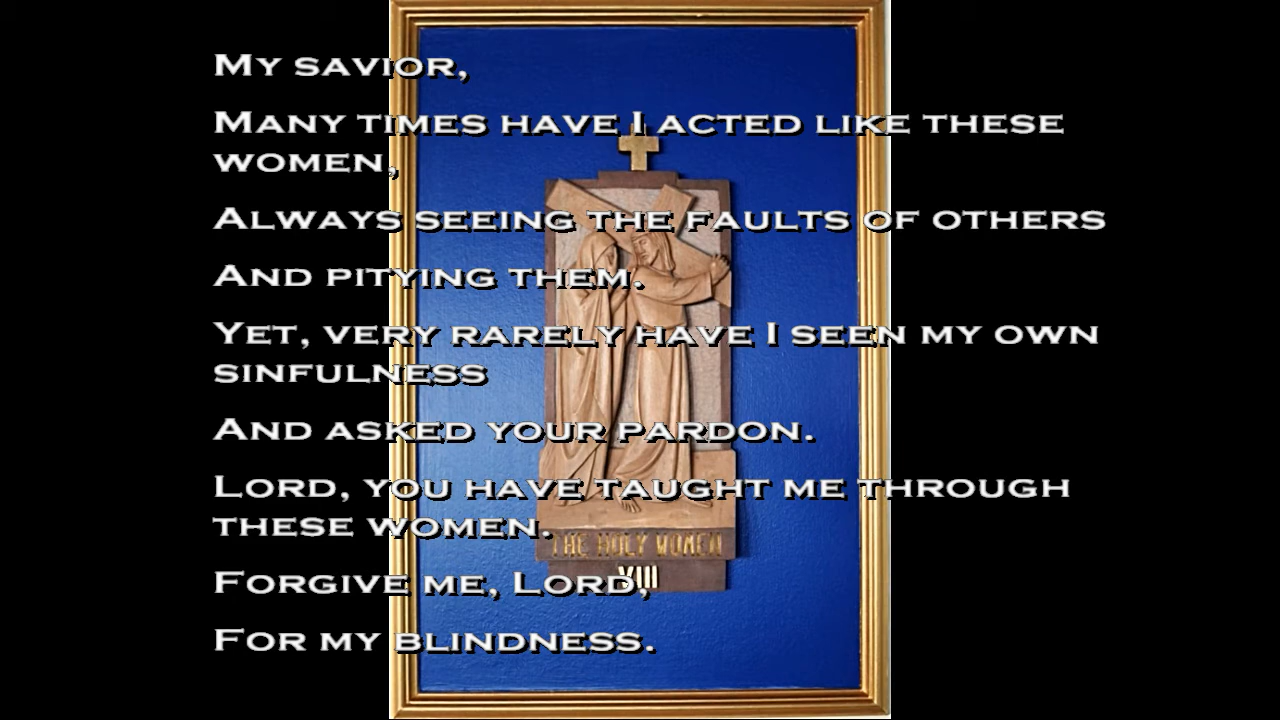 My savior,
Many times have I acted like these
women,
Always seeing the faults of others
And pitying them.
Yet, very rarely have I seen my own
sinfulness
And asked your pardon.
Lord, you have taught me through
these women.
THE HOLY WOMEN
VIII
Forgive me, Lord,
For my blindness.